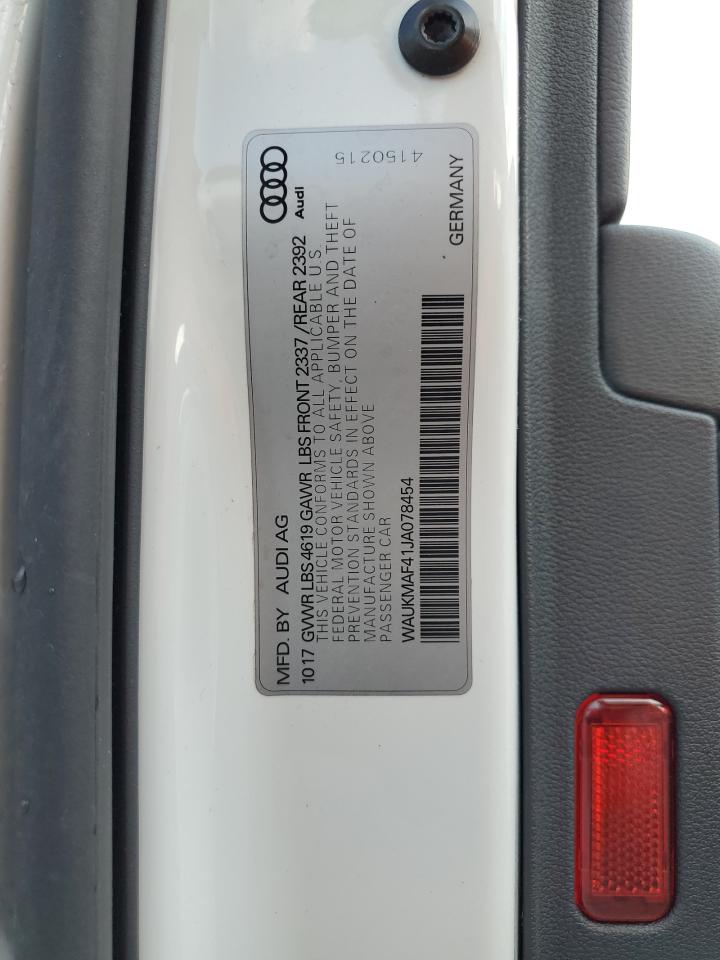 MFD. BY AUDI AG
Audi
1017 GVWR LBS 4619 GAWR LBS FRONT 2337/REAR 2392
THIS VEHICLE CONFORMS TO ALL APPLICABLE U.S.
FEDERAL MOTOR VEHICLE SAFETY, BUMPER AND THEFT
PREVENTION STANDARDS IN EFFECT ON THE DATE OF
MANUFACTURE SHOWN ABOVE
PASSENGER CAR
4150215
WAUKMAF41JA078454
GERMANY